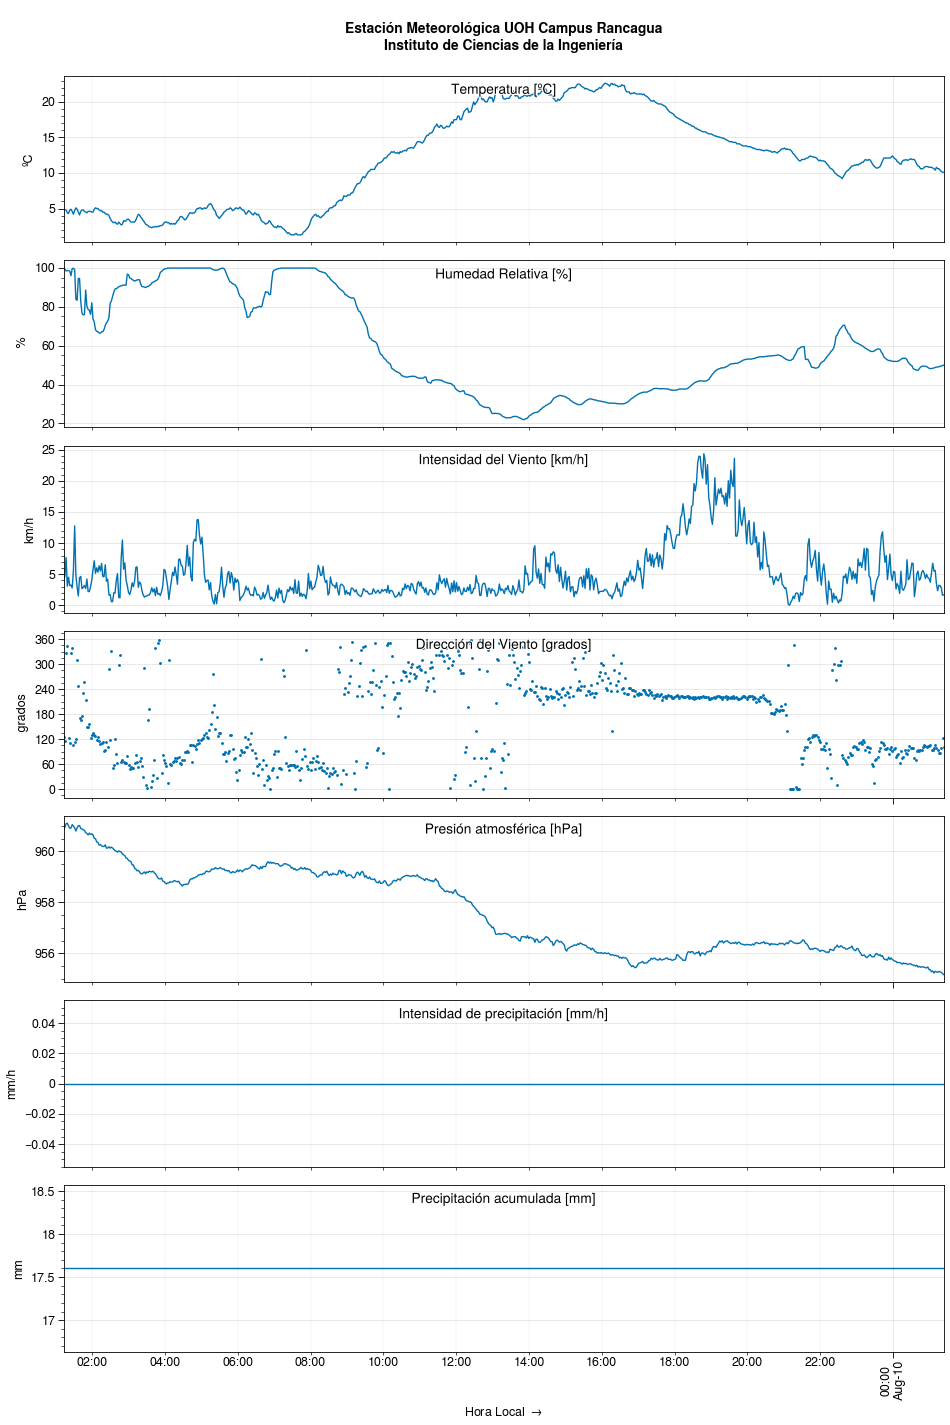 Estación Meteorológica UOH Campus Rancagua
Instituto de Ciencias de la Ingeniería
Temperatura [ºC]
ºC
20
15
10
5
Humedad Relativa [%]
%
100
80
60
40
20
Intensidad del Viento [km/h]
km/h
25
20
15
10
5
0
Dirección del Viento [grados]
grados
360
300
240
180
120
60
0
Presión atmosférica [hPa]
hPa
960
958
956
Intensidad de precipitación [mm/h]
mm/h
0.04
0.02
0
−0.02
−0.04
Precipitación acumulada [mm]
mm
18.5
18
17.5
17
02:00 04:00 06:00 08:00 10:00 12:00 14:00 16:00 18:00 20:00 22:00 00:00
Aug-10
Hora Local →